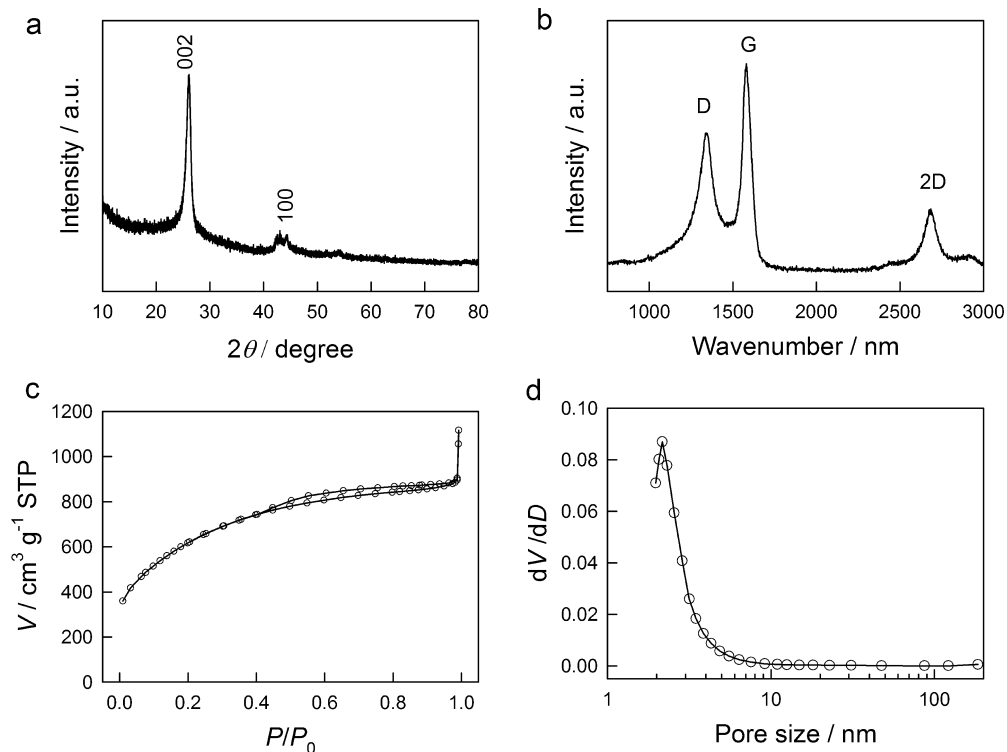 a
Intensity / a.u.
002
100
10 20 30 40 50 60 70 80
2θ / degree
b
Intensity / a.u.
D
G
2D
1000 1500 2000 2500 3000
Wavenumber / nm
c
V / cm³ g⁻¹ STP
1200
1000
800
600
400
200
0
0.0 0.2 0.4 0.6 0.8 1.0
P/P₀
d
dV/dD
0.10
0.08
0.06
0.04
0.02
0.00
1 10 100
Pore size / nm